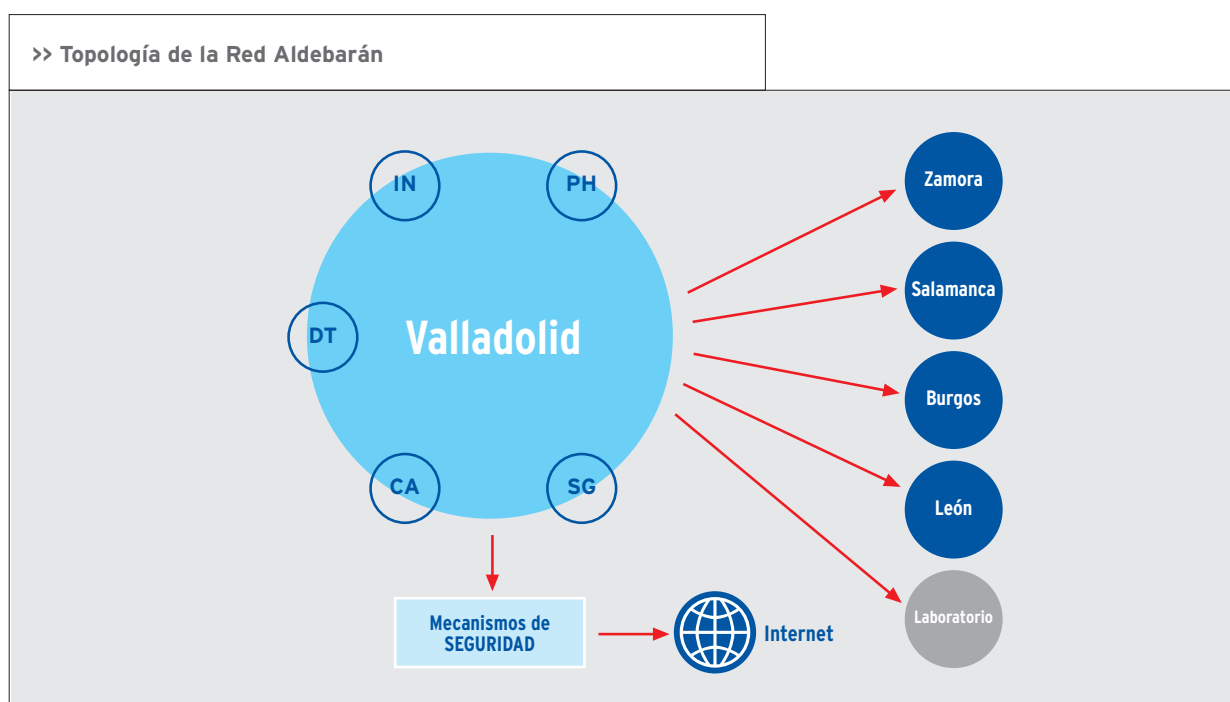 >> Topología de la Red Aldebarán
IN
PH
DT
Valladolid
CA
SG
Zamora
Salamanca
Burgos
León
Laboratorio
Mecanismos de
SEGURIDAD
Internet